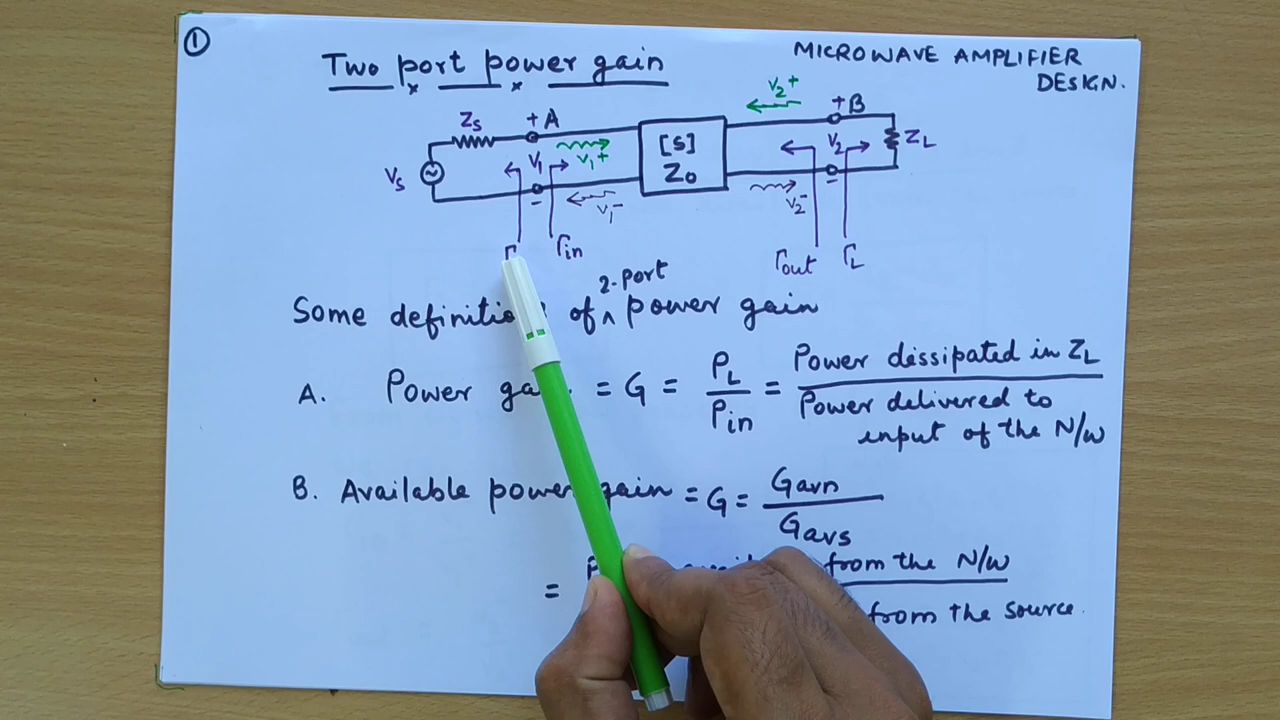 ①
Two port power gain
MICROWAVE AMPLIFIER
DESIGN.
V2+
Zs
+ A
+ B
V1+
[S]
Z0
V1
V2
ZL
Vs
V1-
V2-
Γin
Γout
ΓL
2-port
Some of ʌ power gain
A. Power = G = PL / Pin = Power dissipated in ZL / Power delivered to
input of the N/w
B. Available power gain = G = Gavn / Gavs
= from the N/w
from the source.